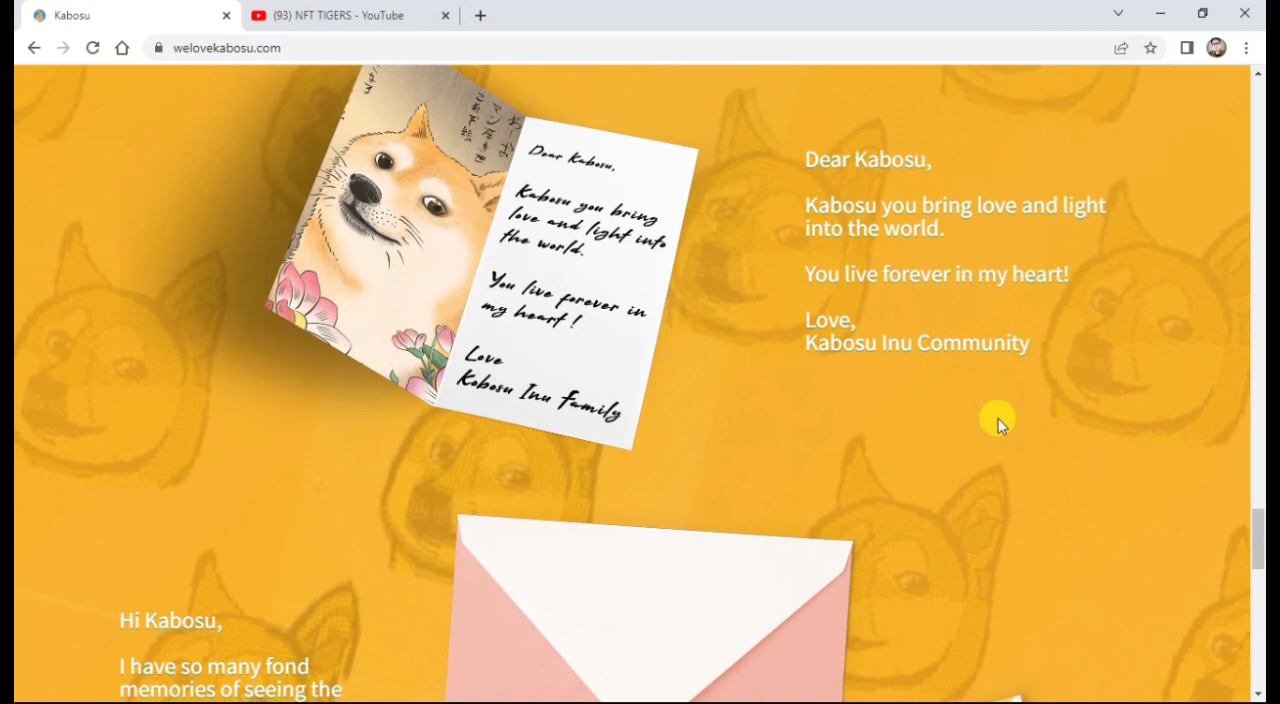 Kabosu
(93) NFT TIGERS - YouTube
welovekabosu.com
Dear Kabosu,
Kabosu you bring
love and light into
the world.
You live forever in
my heart!
Love
Kabosu Inu Family
Dear Kabosu,
Kabosu you bring love and light
into the world.
You live forever in my heart!
Love,
Kabosu Inu Community
Hi Kabosu,
I have so many fond
memories of seeing the